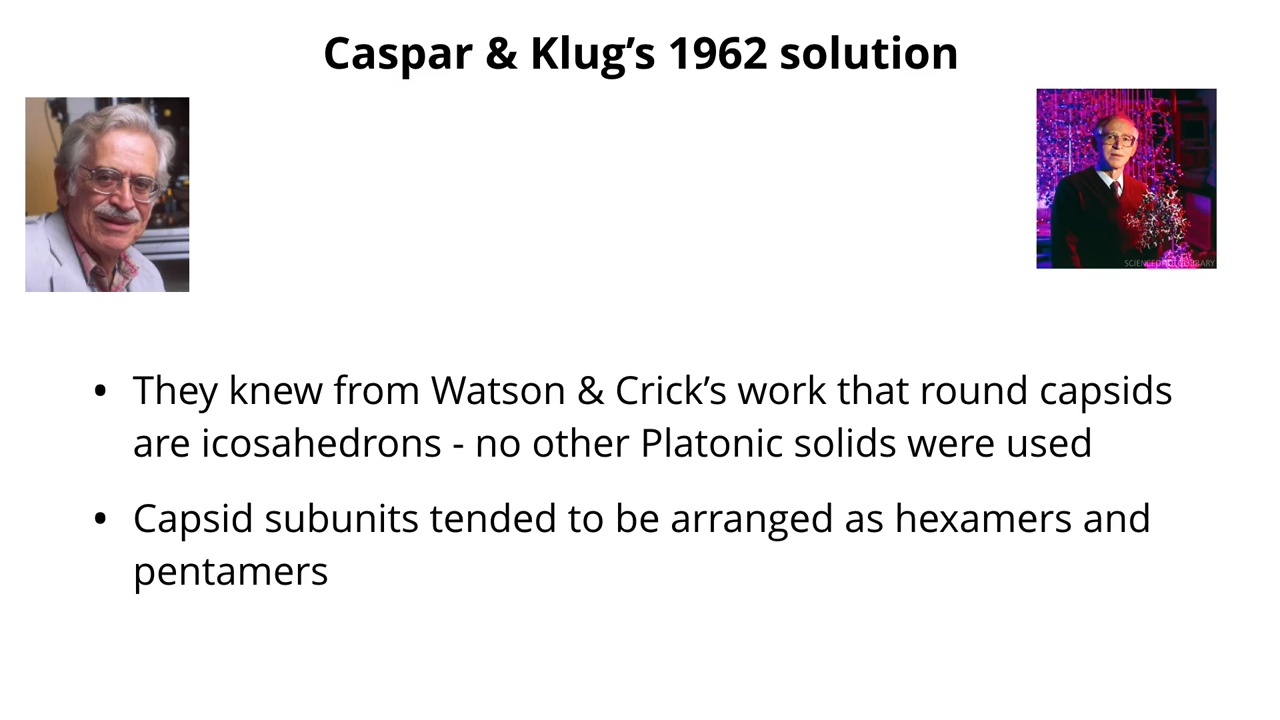 Caspar & Klug’s 1962 solution
SCIENCEPHOTOLIBRARY
• They knew from Watson & Crick’s work that round capsids
are icosahedrons - no other Platonic solids were used
• Capsid subunits tended to be arranged as hexamers and
pentamers